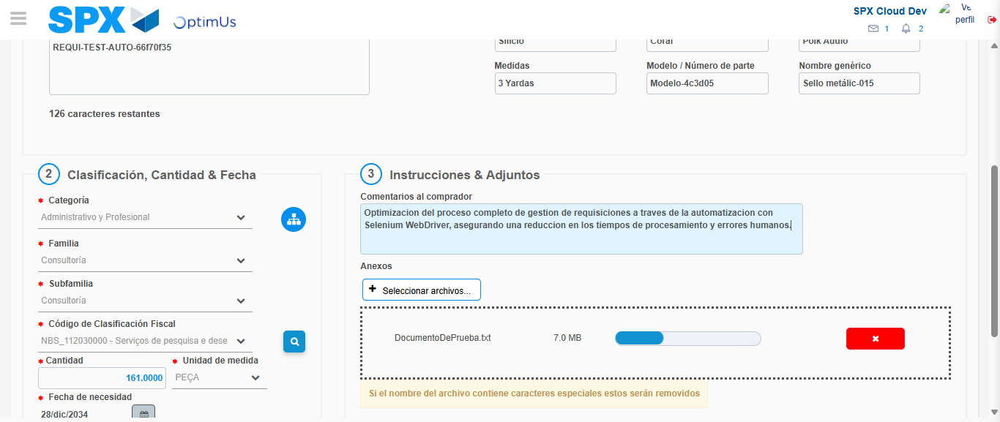 SPX OptimUs
SPX Cloud Dev
Ve
perfil
1 2
REQUI-TEST-AUTO-66f70f35
126 caracteres restantes
Silicio
Coral
Polk Audio
Medidas
3 Yardas
Modelo / Número de parte
Modelo-4c3d05
Nombre genérico
Sello metálic-015
2 Clasificación, Cantidad & Fecha
* Categoría
Administrativo y Profesional
* Familia
Consultoría
* Subfamilia
Consultoría
* Código de Clasificación Fiscal
NBS_112030000 - Serviços de pesquisa e dese
* Cantidad
161.0000
* Unidad de medida
PEÇA
* Fecha de necesidad
28/dic/2034
3 Instrucciones & Adjuntos
Comentarios al comprador
Optimizacion del proceso completo de gestion de requisiciones a traves de la automatizacion con
Selenium WebDriver, asegurando una reduccion en los tiempos de procesamiento y errores humanos.
Anexos
+ Seleccionar archivos...
DocumentoDePrueba.txt 7.0 MB
Si el nombre del archivo contiene caracteres especiales estos serán removidos